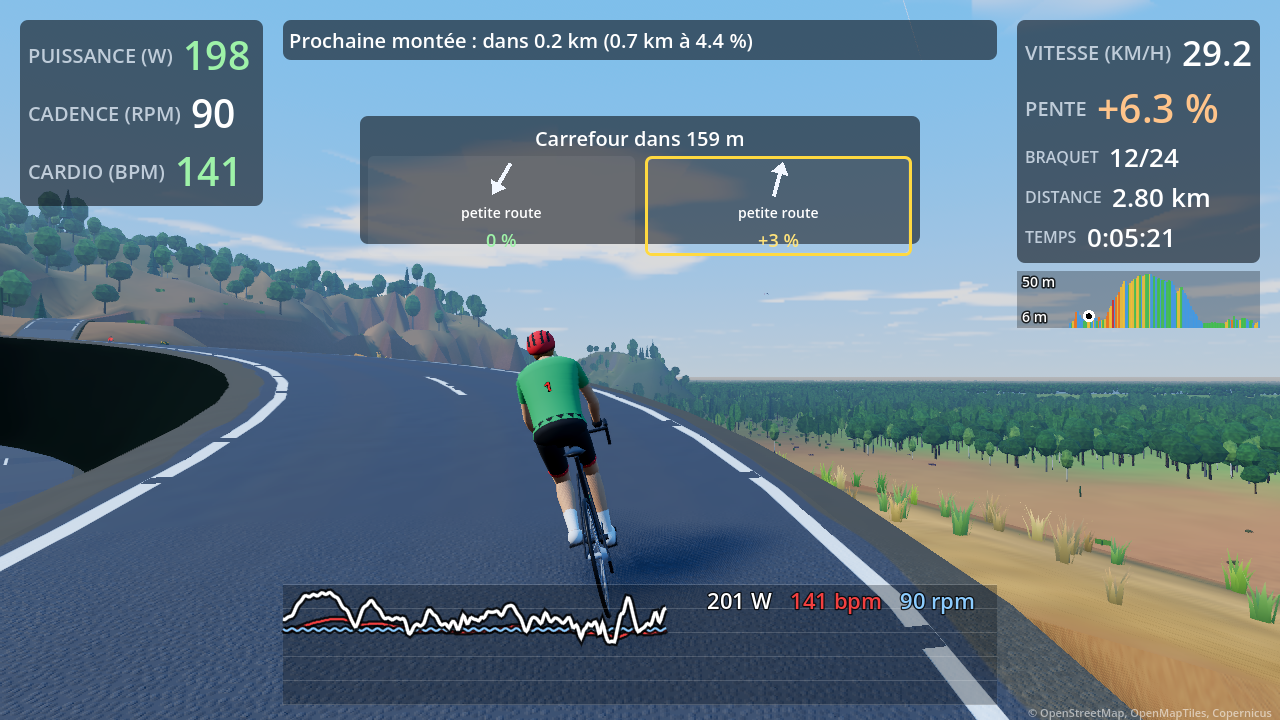 PUISSANCE (W) 198
CADENCE (RPM) 90
CARDIO (BPM) 141
Prochaine montée : dans 0.2 km (0.7 km à 4.4 %)
Carrefour dans 159 m
petite route
0 %
petite route
+3 %
VITESSE (KM/H) 29.2
PENTE +6.3 %
BRAQUET 12/24
DISTANCE 2.80 km
TEMPS 0:05:21
50 m
6 m
1
201 W 141 bpm 90 rpm
© OpenStreetMap, OpenMapTiles, Copernicus